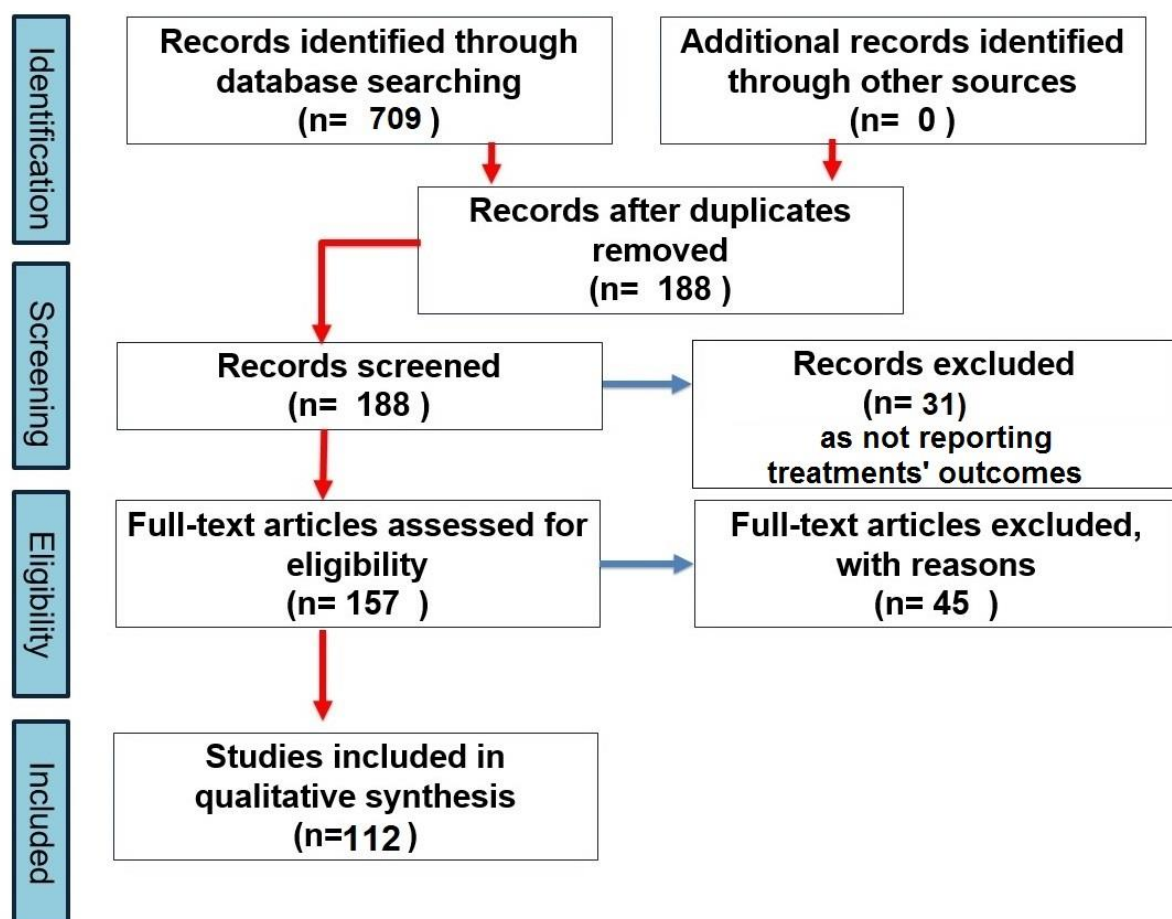 Identification
Records identified through
database searching
(n= 709 )
Additional records identified
through other sources
(n= 0 )
Records after duplicates
removed
(n= 188 )
Screening
Records screened
(n= 188 )
Records excluded
(n= 31)
as not reporting
treatments' outcomes
Eligibility
Full-text articles assessed for
eligibility
(n= 157 )
Full-text articles excluded,
with reasons
(n= 45 )
Included
Studies included in
qualitative synthesis
(n=112 )